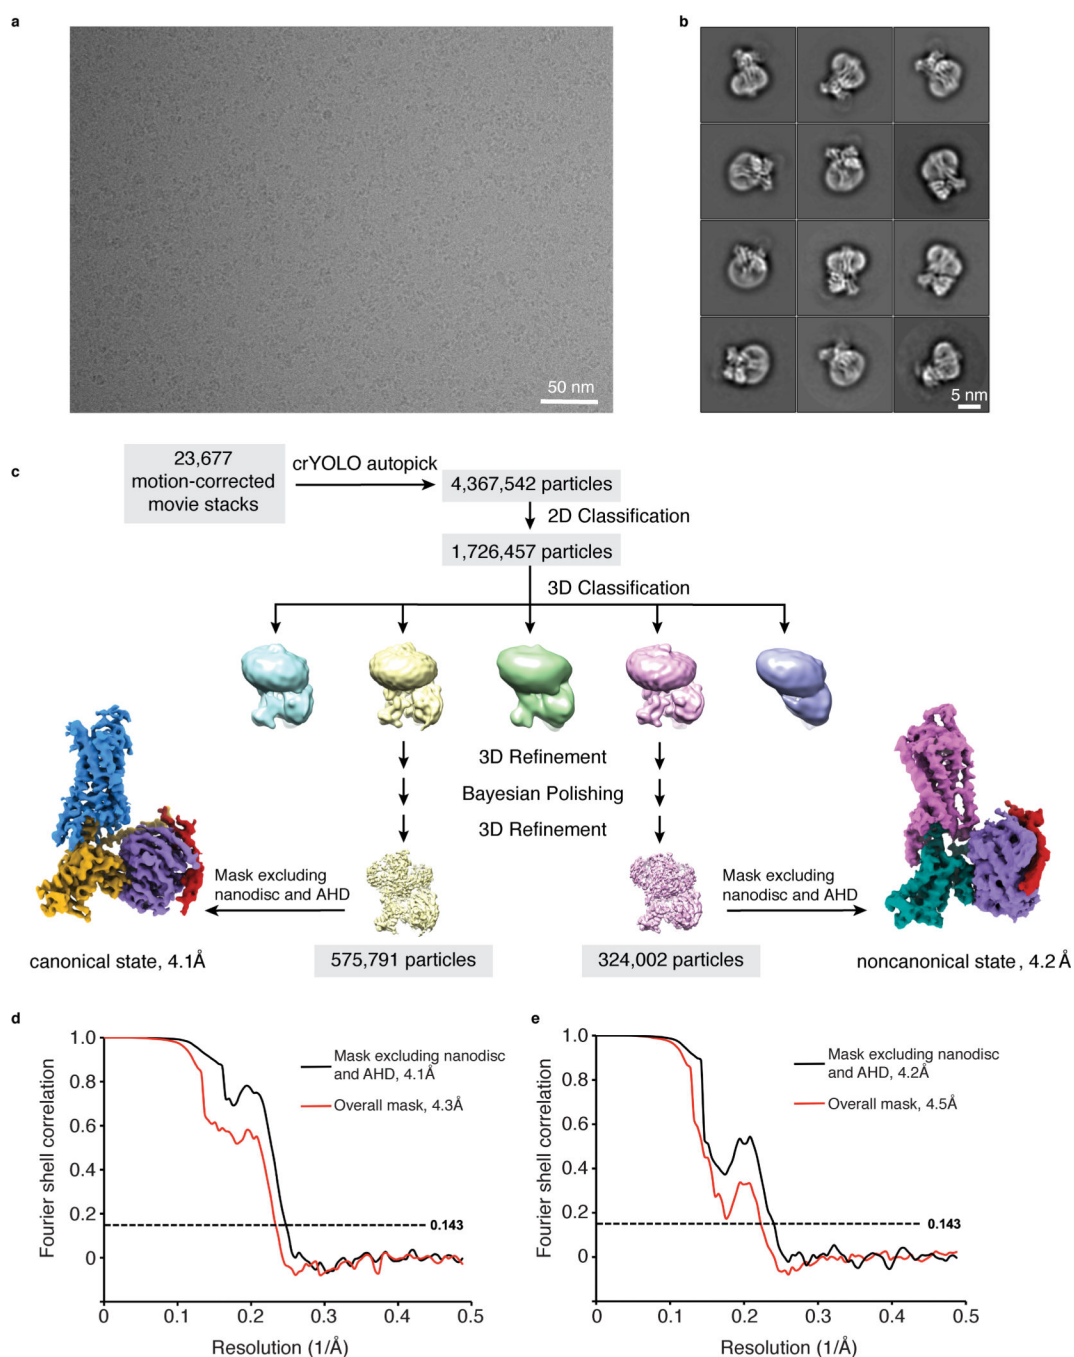 a
50 nm
b
5 nm
c
23,677
motion-corrected
movie stacks
crYOLO autopick
4,367,542 particles
2D Classification
1,726,457 particles
3D Classification
3D Refinement
Bayesian Polishing
3D Refinement
Mask excluding
nanodisc and AHD
Mask excluding
nanodisc and AHD
canonical state, 4.1Å
575,791 particles
324,002 particles
noncanonical state, 4.2 Å
d
Fourier shell correlation
1.0
0.8
0.6
0.4
0.2
0
Mask excluding nanodisc
and AHD, 4.1Å
Overall mask, 4.3Å
0.143
0
0.1
0.2
0.3
0.4
0.5
Resolution (1/Å)
e
Fourier shell correlation
1.0
0.8
0.6
0.4
0.2
0
Mask excluding nanodisc
and AHD, 4.2Å
Overall mask, 4.5Å
0.143
0
0.1
0.2
0.3
0.4
0.5
Resolution (1/Å)